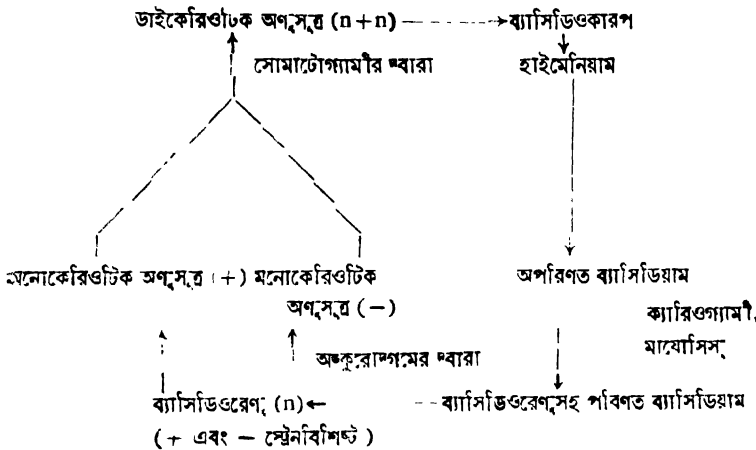 ডাইকেরিওটিক অণুসূত্র (n+n) ব্যাসিডিওকারপ
সোমাটোগ্যামীর দ্বারা হাইমেনিয়াম
মনোকেরিওটিক অণুসূত্র (+) মনোকেরিওটিক অপরিণত ব্যাসিডিয়াম
অণুসূত্র (−) ক্যারিওগ্যামী,
মায়োসিস্
অঙ্কুরোদ্গমের দ্বারা
ব্যাসিডিওরেণু (n) ব্যাসিডিওরেণুসহ পরিণত ব্যাসিডিয়াম
(+ এবং − স্ট্রেনবিশিষ্ট)